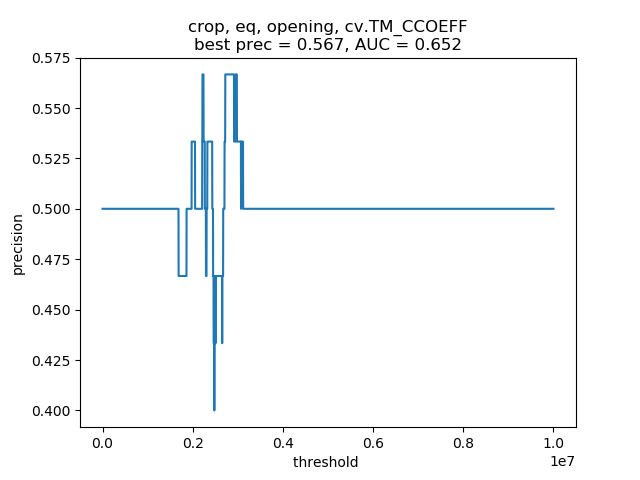 crop, eq, opening, cv.TM_CCOEFF
best prec = 0.567, AUC = 0.652
0.575
0.550
0.525
0.500
0.475
0.450
0.425
0.400
precision
0.0
0.2
0.4
0.6
0.8
1.0
1e7
threshold